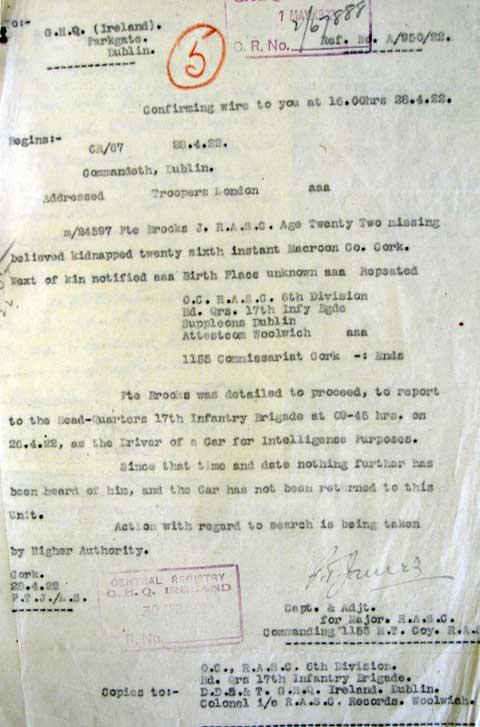 To:-
G.H.Q. (Ireland).
Parkgate.
Dublin.
5
1 MAY 1922
C. R. No.
Ref. No. A/950/22.
Confirming wire to you at 16.00hrs 28.4.22.
Begins:-
CR/67 28.4.22.
Commandeth, Dublin.
Addressed Troopers London aaa
m/24597 Pte Brooks J. R.A.S.C. Age Twenty Two missing
believed kidnapped twenty sixth instant Macroon Co. Cork.
Next of kin notified aaa Birth Place unknown aaa Repeated
O.C. R.A.S.C. 6th Division
Hd. Qrs. 17th Infy Bgde
Suppleons Dublin
Attestcom Woolwich aaa
1155 Commissariat Cork -: Ends
Pte Brooks was detailed to proceed, to report
to the Head-Quarters 17th Infantry Brigade at 09-45 hrs. on
26.4.22, as the Driver of a Car for Intelligence Purposes.
Since that time and date nothing further has
been heard of him, and the Car has not been returned to this
Unit.
Action with regard to search is being taken
by Higher Authority.
Cork.
28.4.22
P.T.J./A.S.
CENTRAL REGISTRY
G.H.Q. IRELAND
30
R. No.
Capt. & Adjt.
for Major. R.A.S.C.
Commanding 1155 M.T. Coy. R.A.S
O.C., R.A.S.C. 6th Division.
Hd. Qrs 17th Infantry Brigade.
Copies to:- D.D.S & T. G.H.Q. Ireland. Dublin.
Colonel i/c R.A.S.C. Records. Woolwich.